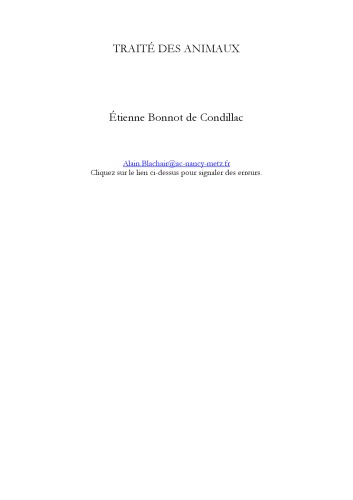 TRAITÉ DES ANIMAUX
Étienne Bonnot de Condillac
Alain.Blachair@ac-nancy-metz.fr
Cliquez sur le lien ci-dessus pour signaler des erreurs.